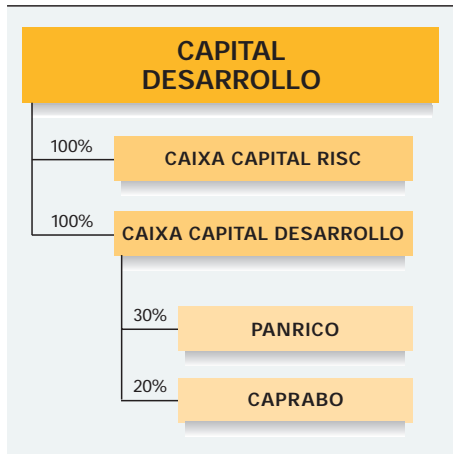 CAPITAL
DESARROLLO
100%
CAIXA CAPITAL RISC
100%
CAIXA CAPITAL DESARROLLO
30%
PANRICO
20%
CAPRABO